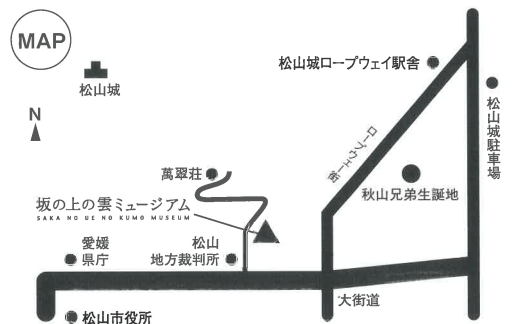 MAP
松山城ロープウェイ駅舎
松山城
松山城駐車場
N
ロープウェー街
萬翠荘
秋山兄弟生誕地
坂の上の雲ミュージアム
SAKA NO UE NO KUMO MUSEUM
愛媛
県庁
松山
地方裁判所
大街道
松山市役所